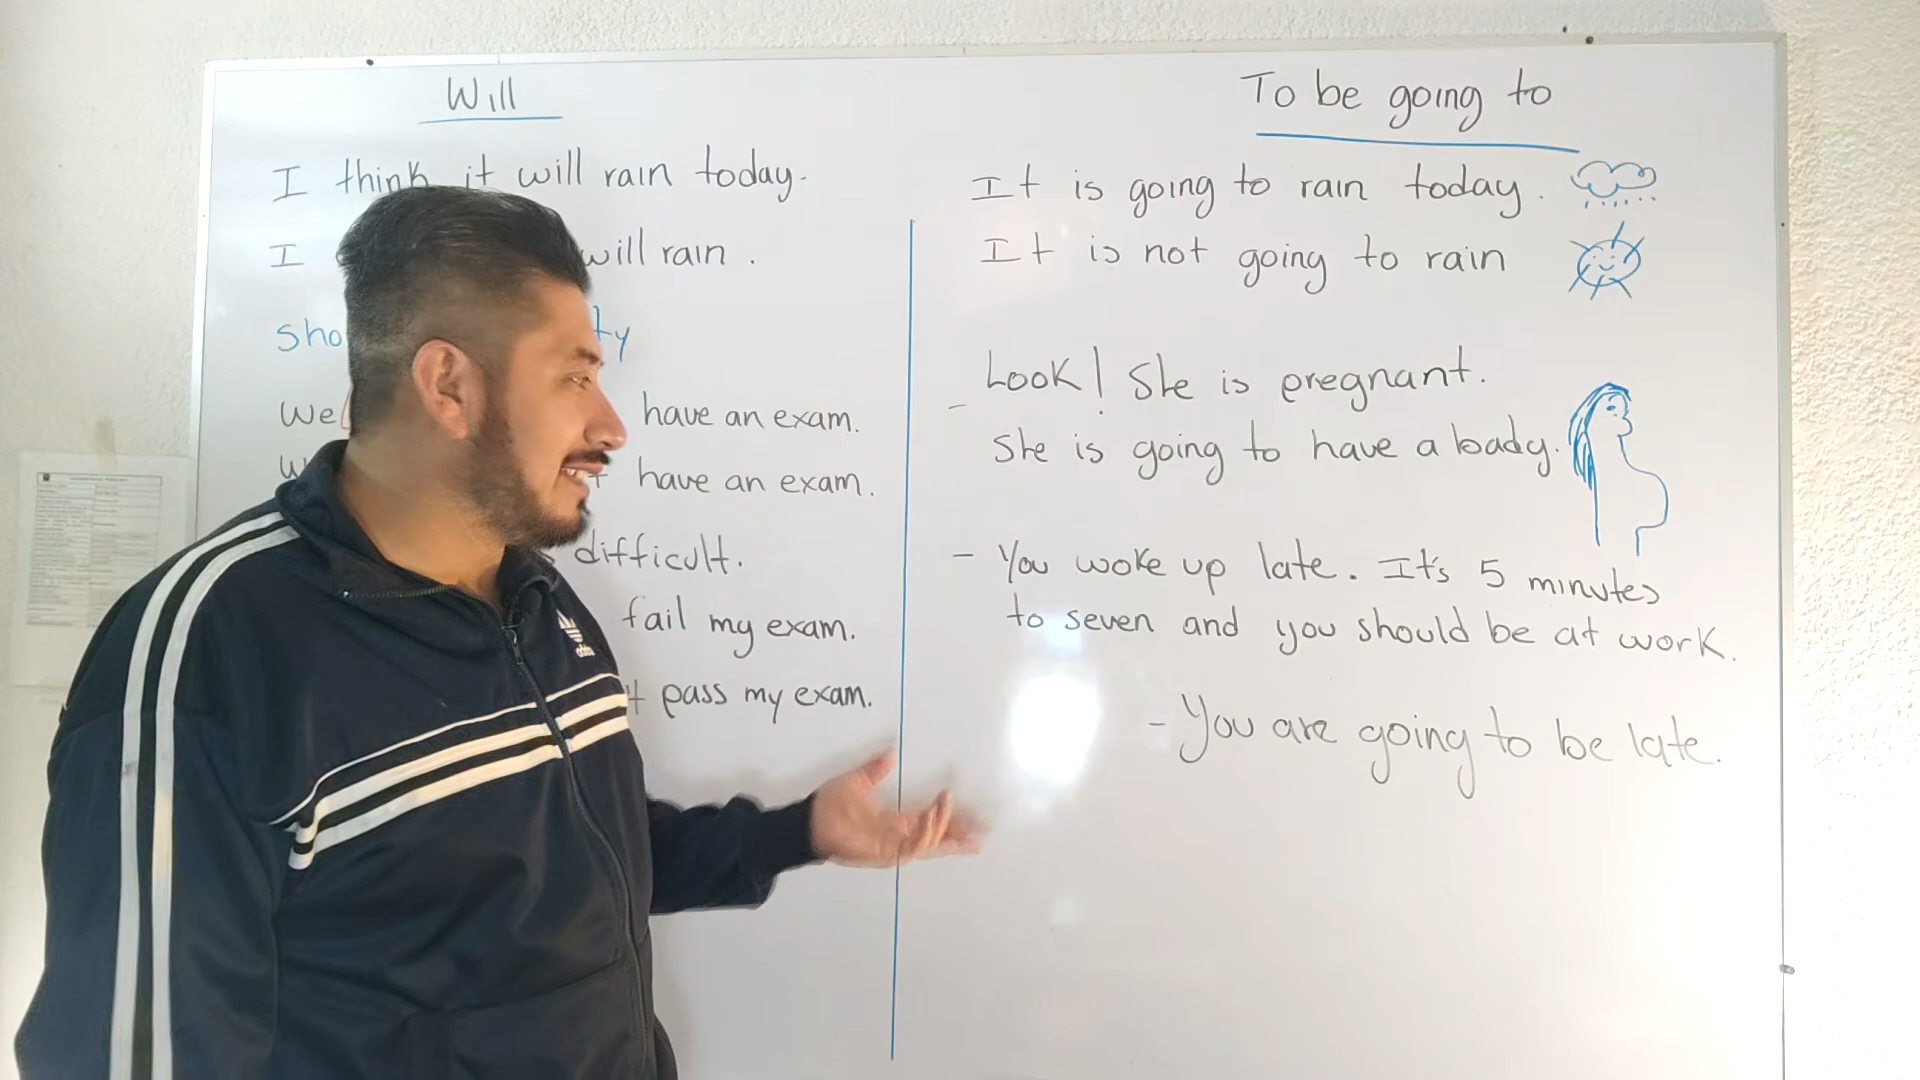 Will
I think it will rain today.
I will rain.
sho ty
We have an exam.
have an exam.
difficult.
fail my exam.
pass my exam.
To be going to
It is going to rain today.
It is not going to rain
Look! She is pregnant.
- She is going to have a bady.
- You woke up late. It's 5 minutes
to seven and you should be at work.
- You are going to be late.
adidas